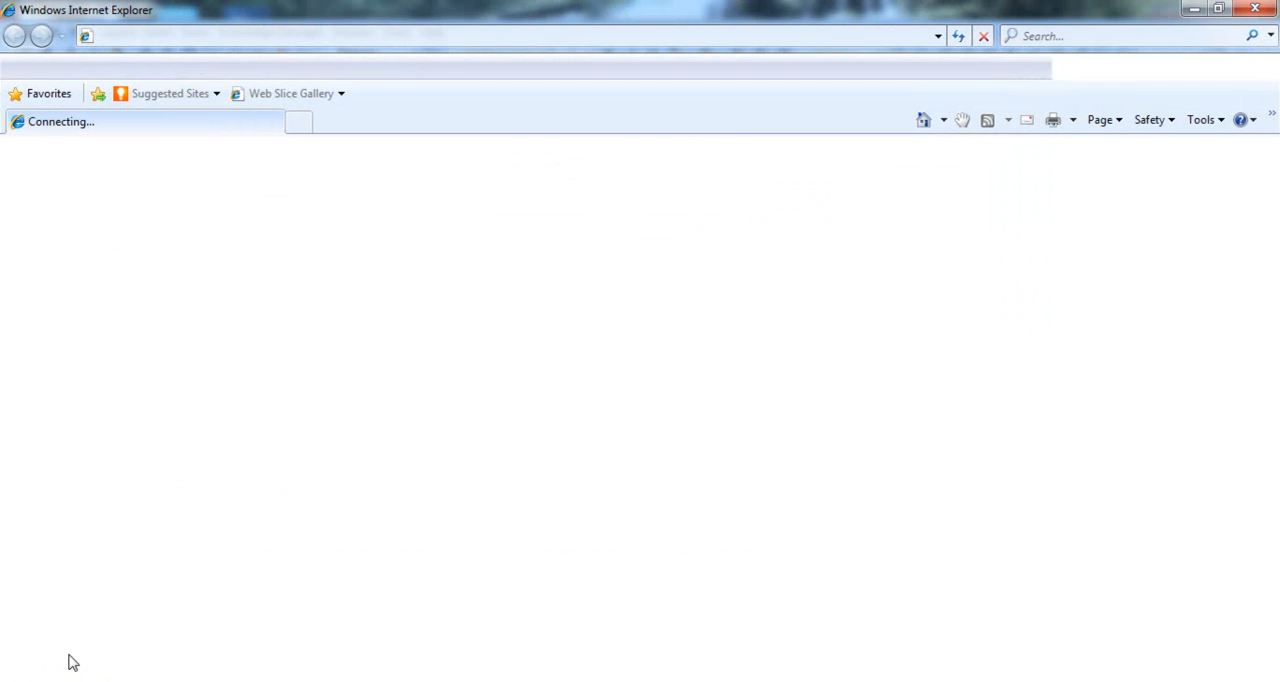 Windows Internet Explorer
Search...
Favorites Suggested Sites Web Slice Gallery
Connecting... Page Safety Tools